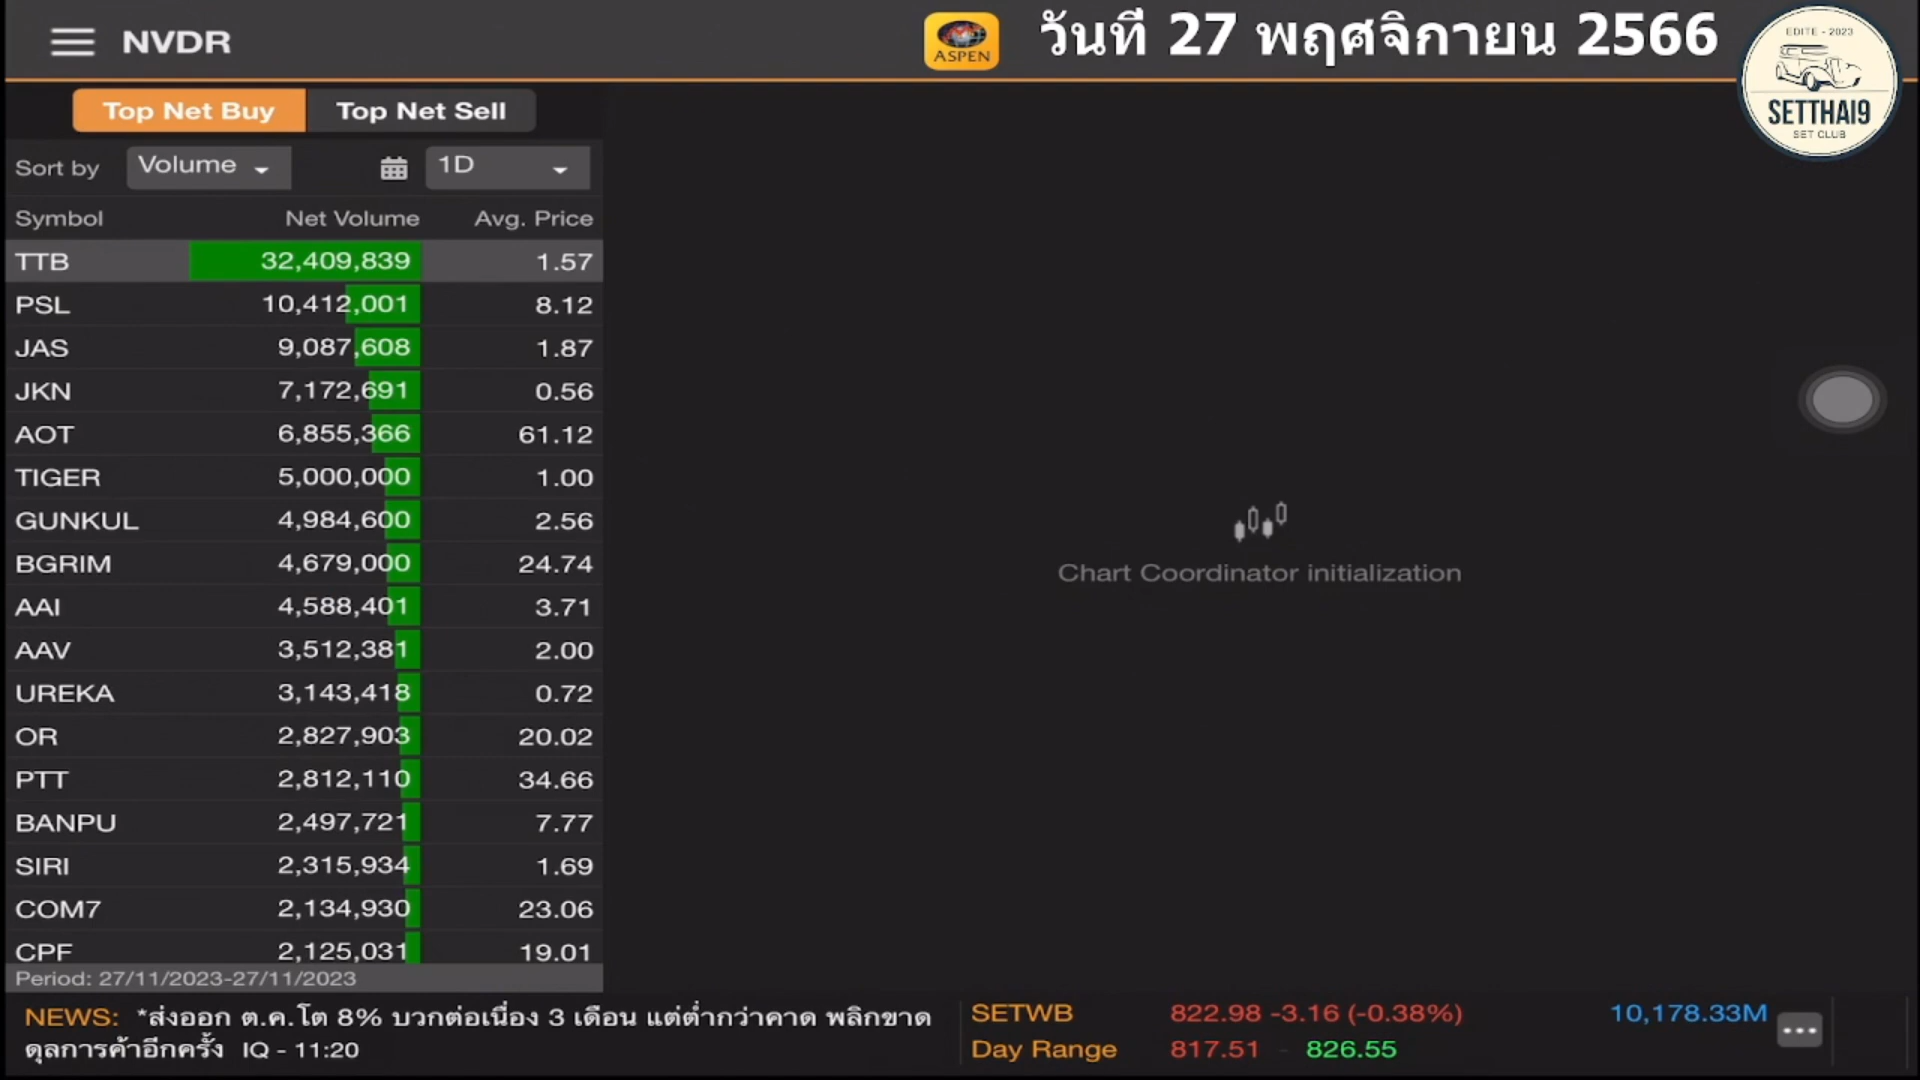 NVDR
ASPEN
วันที่ 27 พฤศจิกายน 2566
EDITE - 2023
SETTHAI9
SET CLUB
Top Net Buy Top Net Sell
Sort by Volume 1D
Symbol Net Volume Avg. Price
TTB 32,409,839 1.57
PSL 10,412,001 8.12
JAS 9,087,608 1.87
JKN 7,172,691 0.56
AOT 6,855,366 61.12
TIGER 5,000,000 1.00
GUNKUL 4,984,600 2.56
BGRIM 4,679,000 24.74
AAI 4,588,401 3.71
AAV 3,512,381 2.00
UREKA 3,143,418 0.72
OR 2,827,903 20.02
PTT 2,812,110 34.66
BANPU 2,497,721 7.77
SIRI 2,315,934 1.69
COM7 2,134,930 23.06
CPF 2,125,031 19.01
Period: 27/11/2023-27/11/2023
Chart Coordinator initialization
NEWS: *ส่งออก ต.ค.โต 8% บวกต่อเนื่อง 3 เดือน แต่ต่ำกว่าคาด พลิกขาด
ดุลการค้าอีกครั้ง IQ - 11:20
SETWB 822.98 -3.16 (-0.38%) 10,178.33M
Day Range 817.51 - 826.55